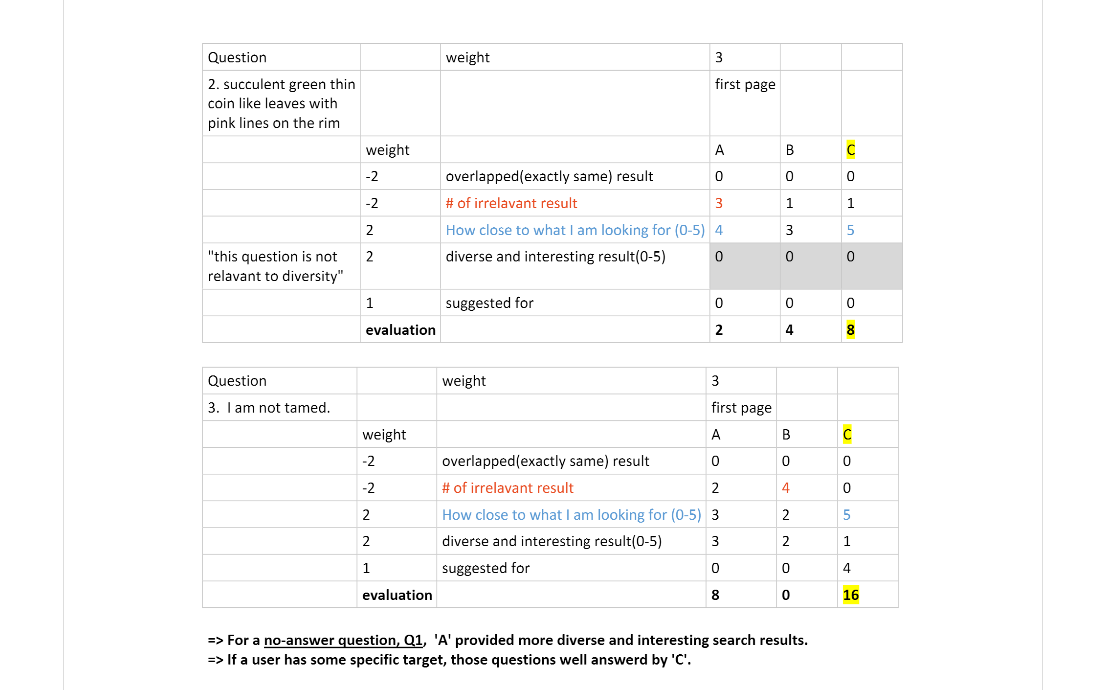 Question weight 3
2. succulent green thin first page
coin like leaves with
pink lines on the rim
weight A B C
-2 overlapped(exactly same) result 0 0 0
-2 # of irrelavant result 3 1 1
2 How close to what I am looking for (0-5) 4 3 5
"this question is not 2 diverse and interesting result(0-5) 0 0 0
relavant to diversity"
1 suggested for 0 0 0
evaluation 2 4 8
Question weight 3
3. I am not tamed. first page
weight A B C
-2 overlapped(exactly same) result 0 0 0
-2 # of irrelavant result 2 4 0
2 How close to what I am looking for (0-5) 3 2 5
2 diverse and interesting result(0-5) 3 2 1
1 suggested for 0 0 4
evaluation 8 0 16
=> For a no-answer question, Q1, 'A' provided more diverse and interesting search results.
=> If a user has some specific target, those questions well answerd by 'C'.